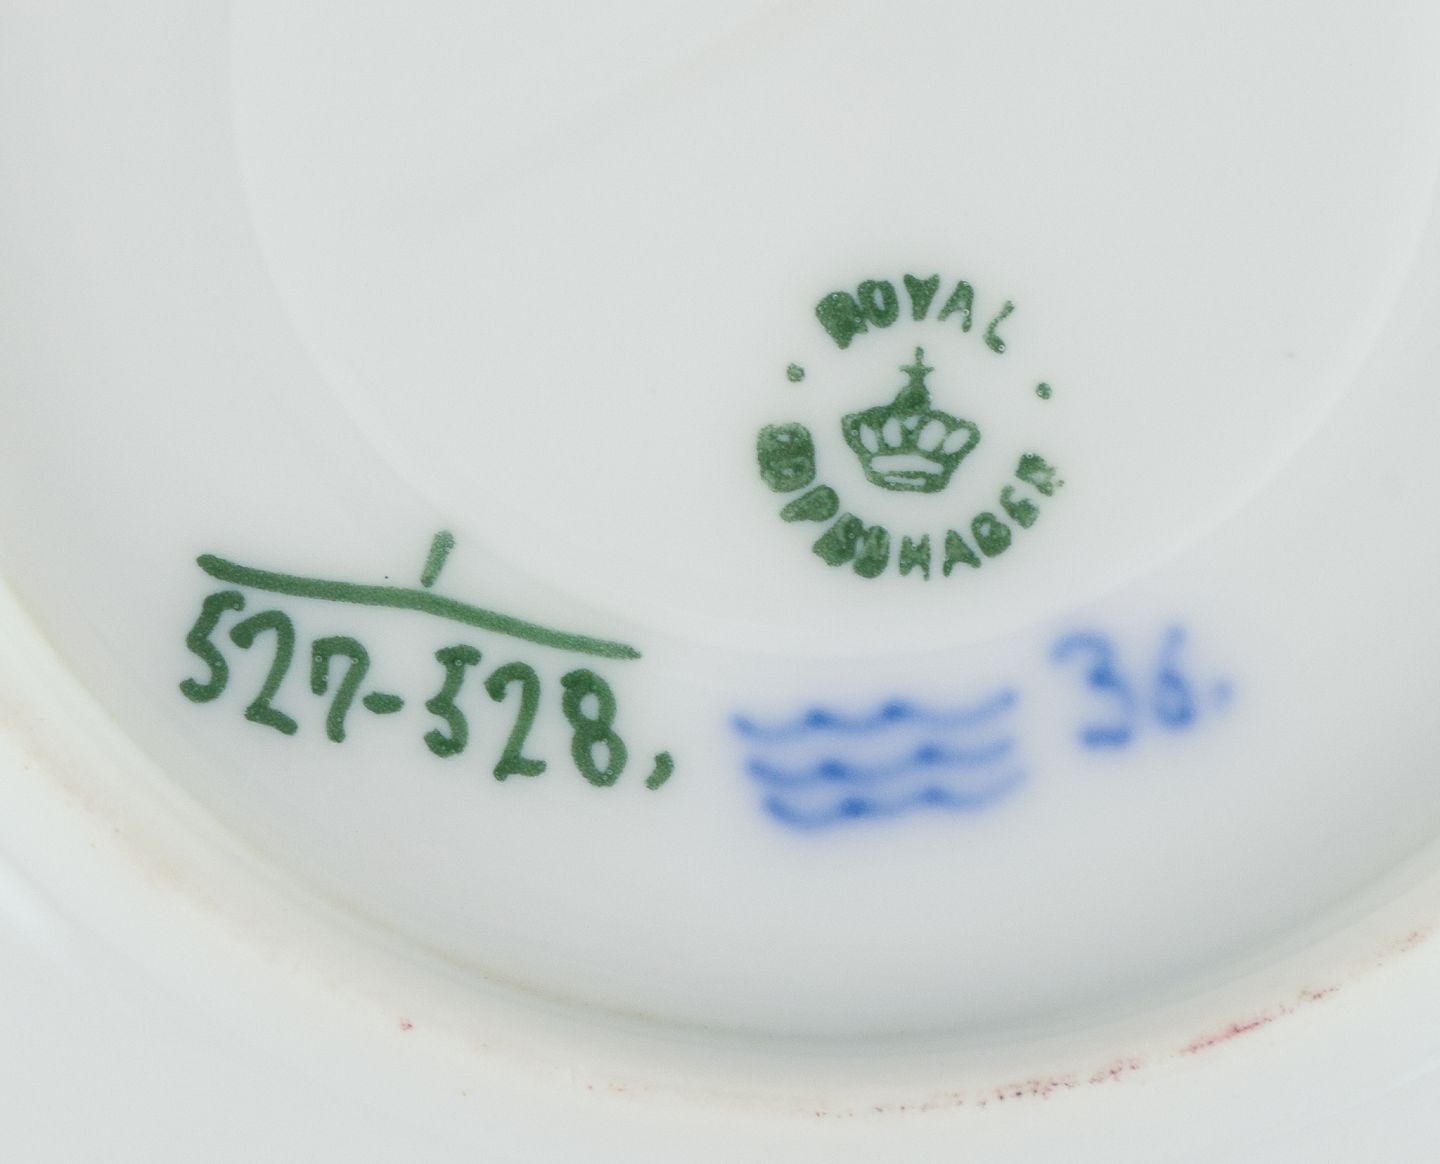 ROYAL
COPENHAGEN
1
527-528,
36.